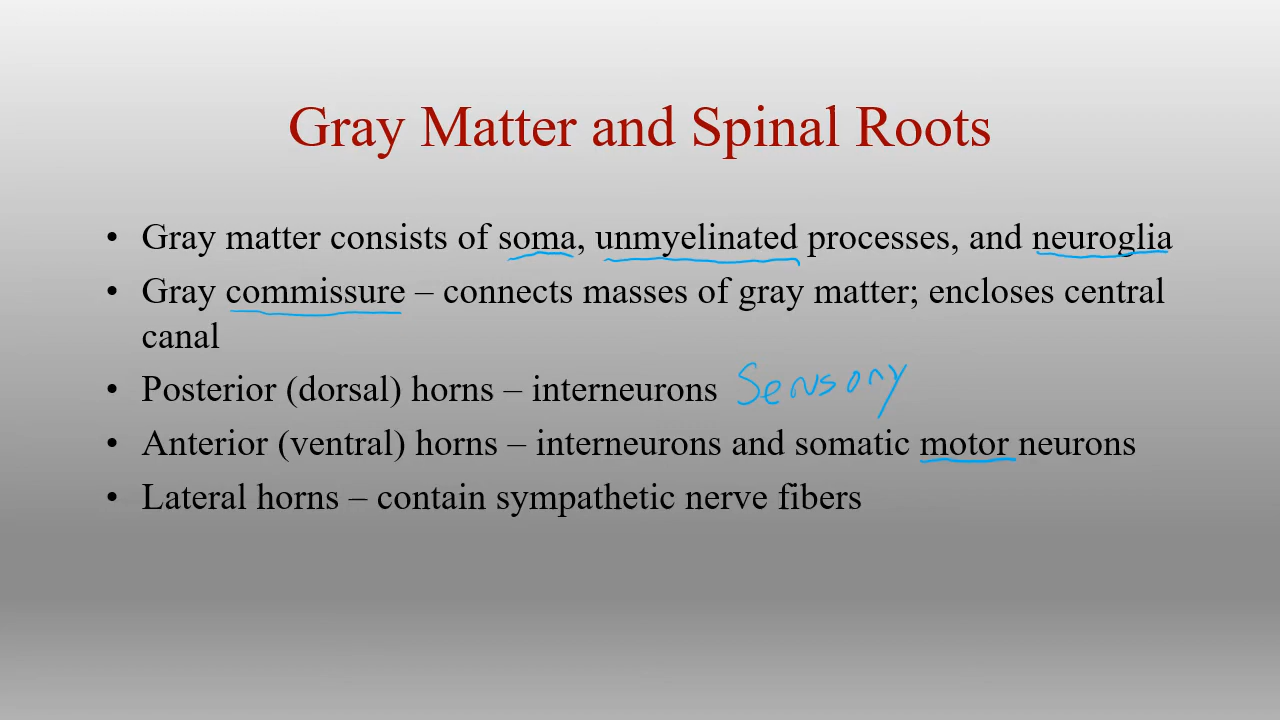 Gray Matter and Spinal Roots
• Gray matter consists of soma, unmyelinated processes, and neuroglia
• Gray commissure – connects masses of gray matter; encloses central
canal
• Posterior (dorsal) horns – interneurons Sensory
• Anterior (ventral) horns – interneurons and somatic motor neurons
• Lateral horns – contain sympathetic nerve fibers